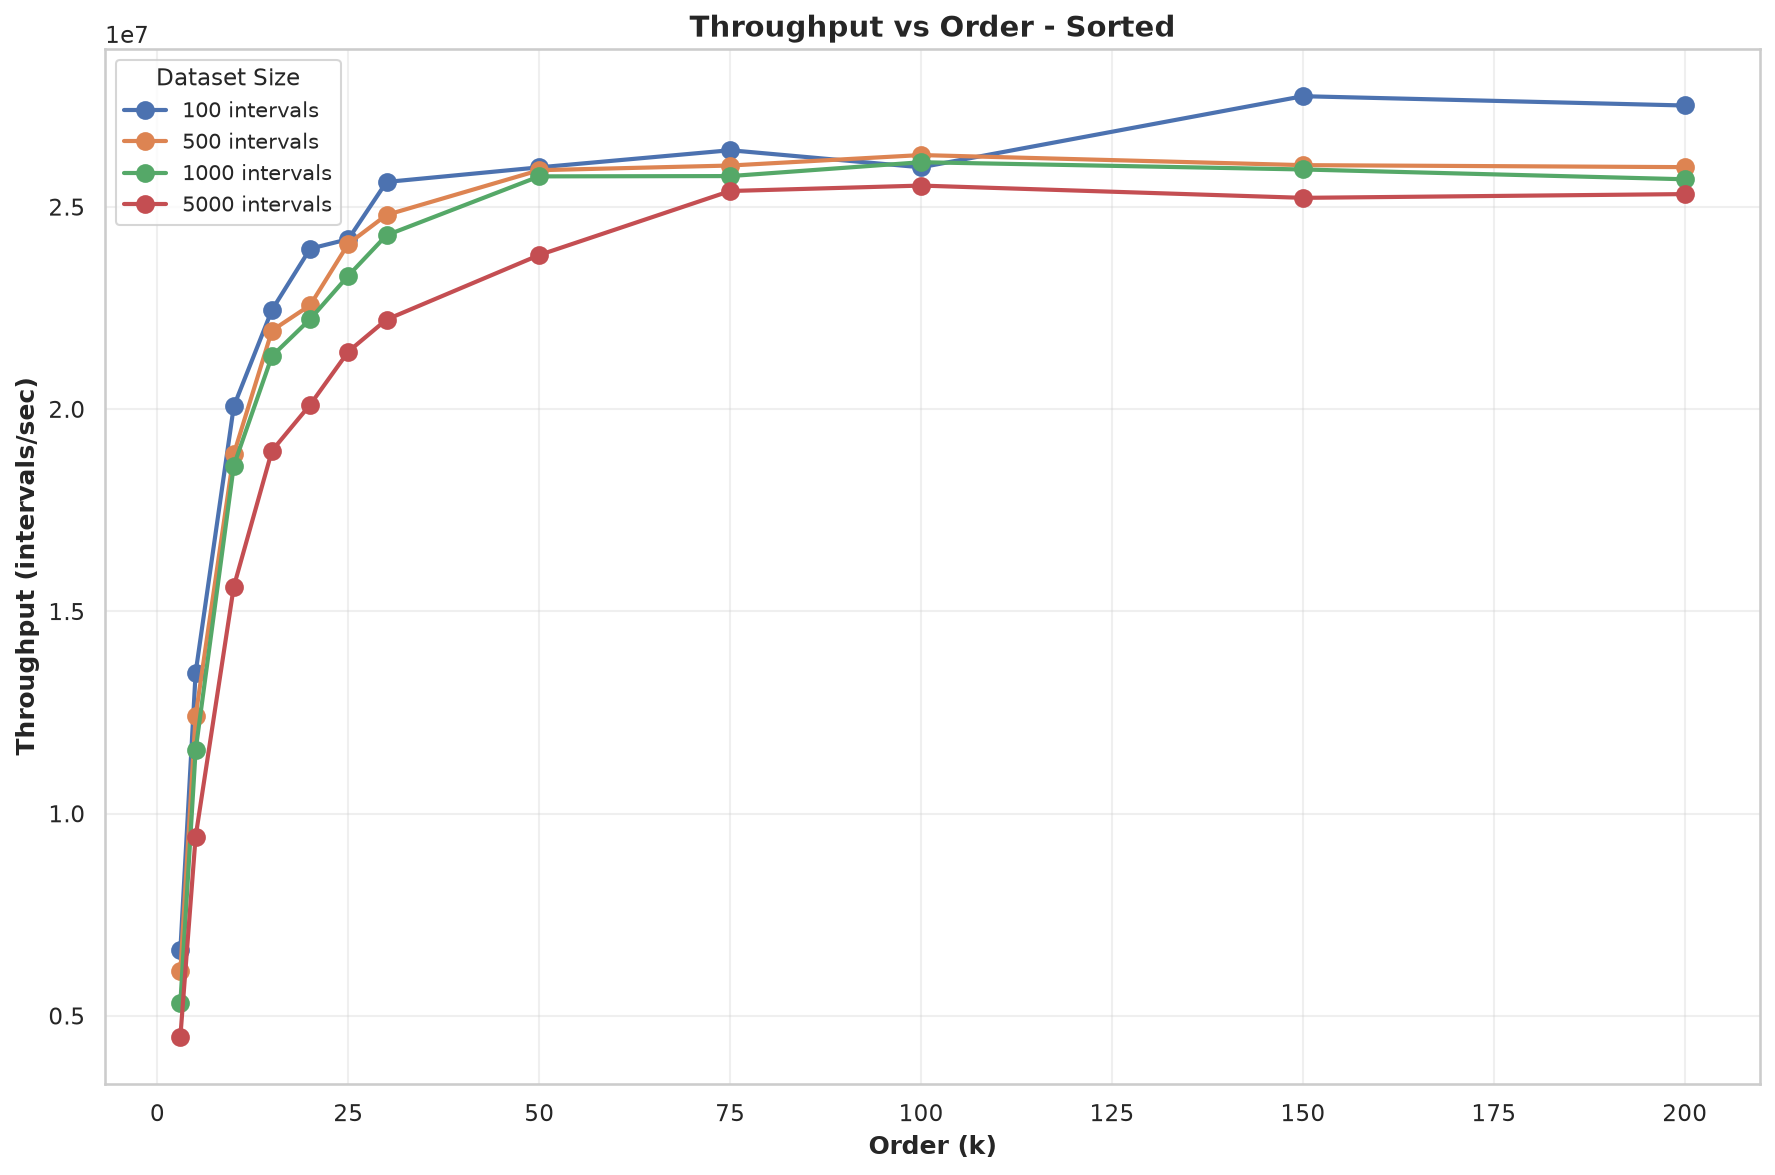 Throughput vs Order - Sorted
1e7
Dataset Size
100 intervals
500 intervals
1000 intervals
5000 intervals
Throughput (intervals/sec)
2.5
2.0
1.5
1.0
0.5
0 25 50 75 100 125 150 175 200
Order (k)